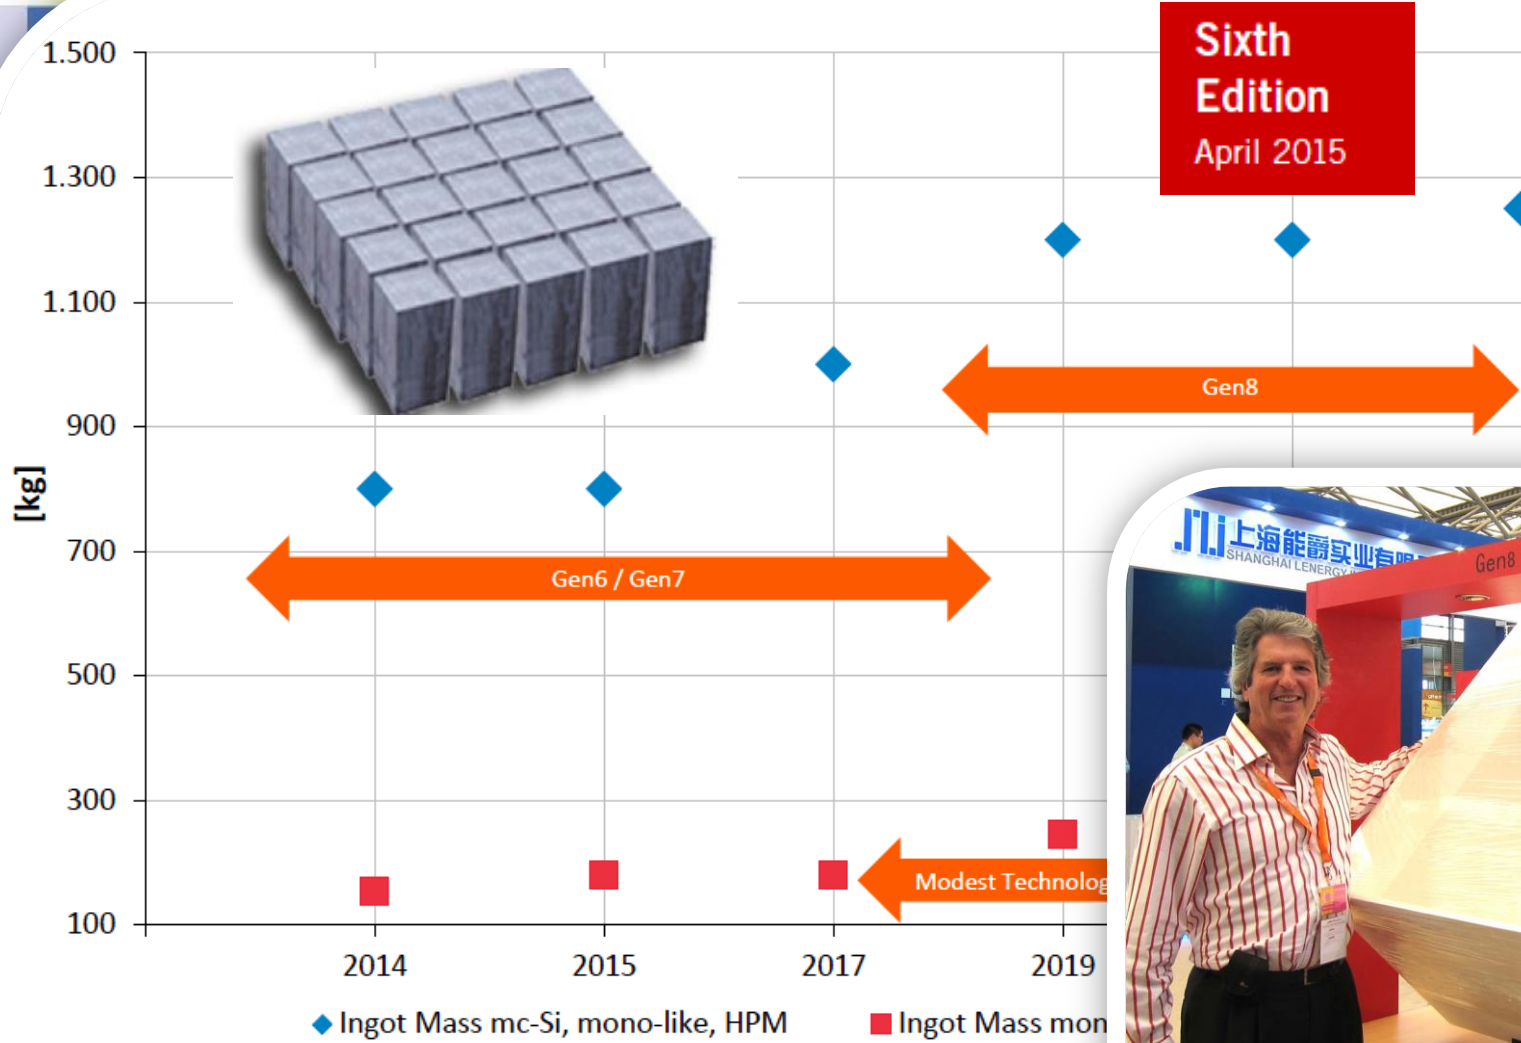 Sixth
Edition
April 2015
1.500
1.300
1.100
900
700
500
300
100
[kg]
Gen8
Gen6 / Gen7
Modest Technolog
2014
2015
2017
2019
Ingot Mass mc-Si, mono-like, HPM
Ingot Mass mon
上海能爵实业有限
SHANGHAI LENERGY
Gen8